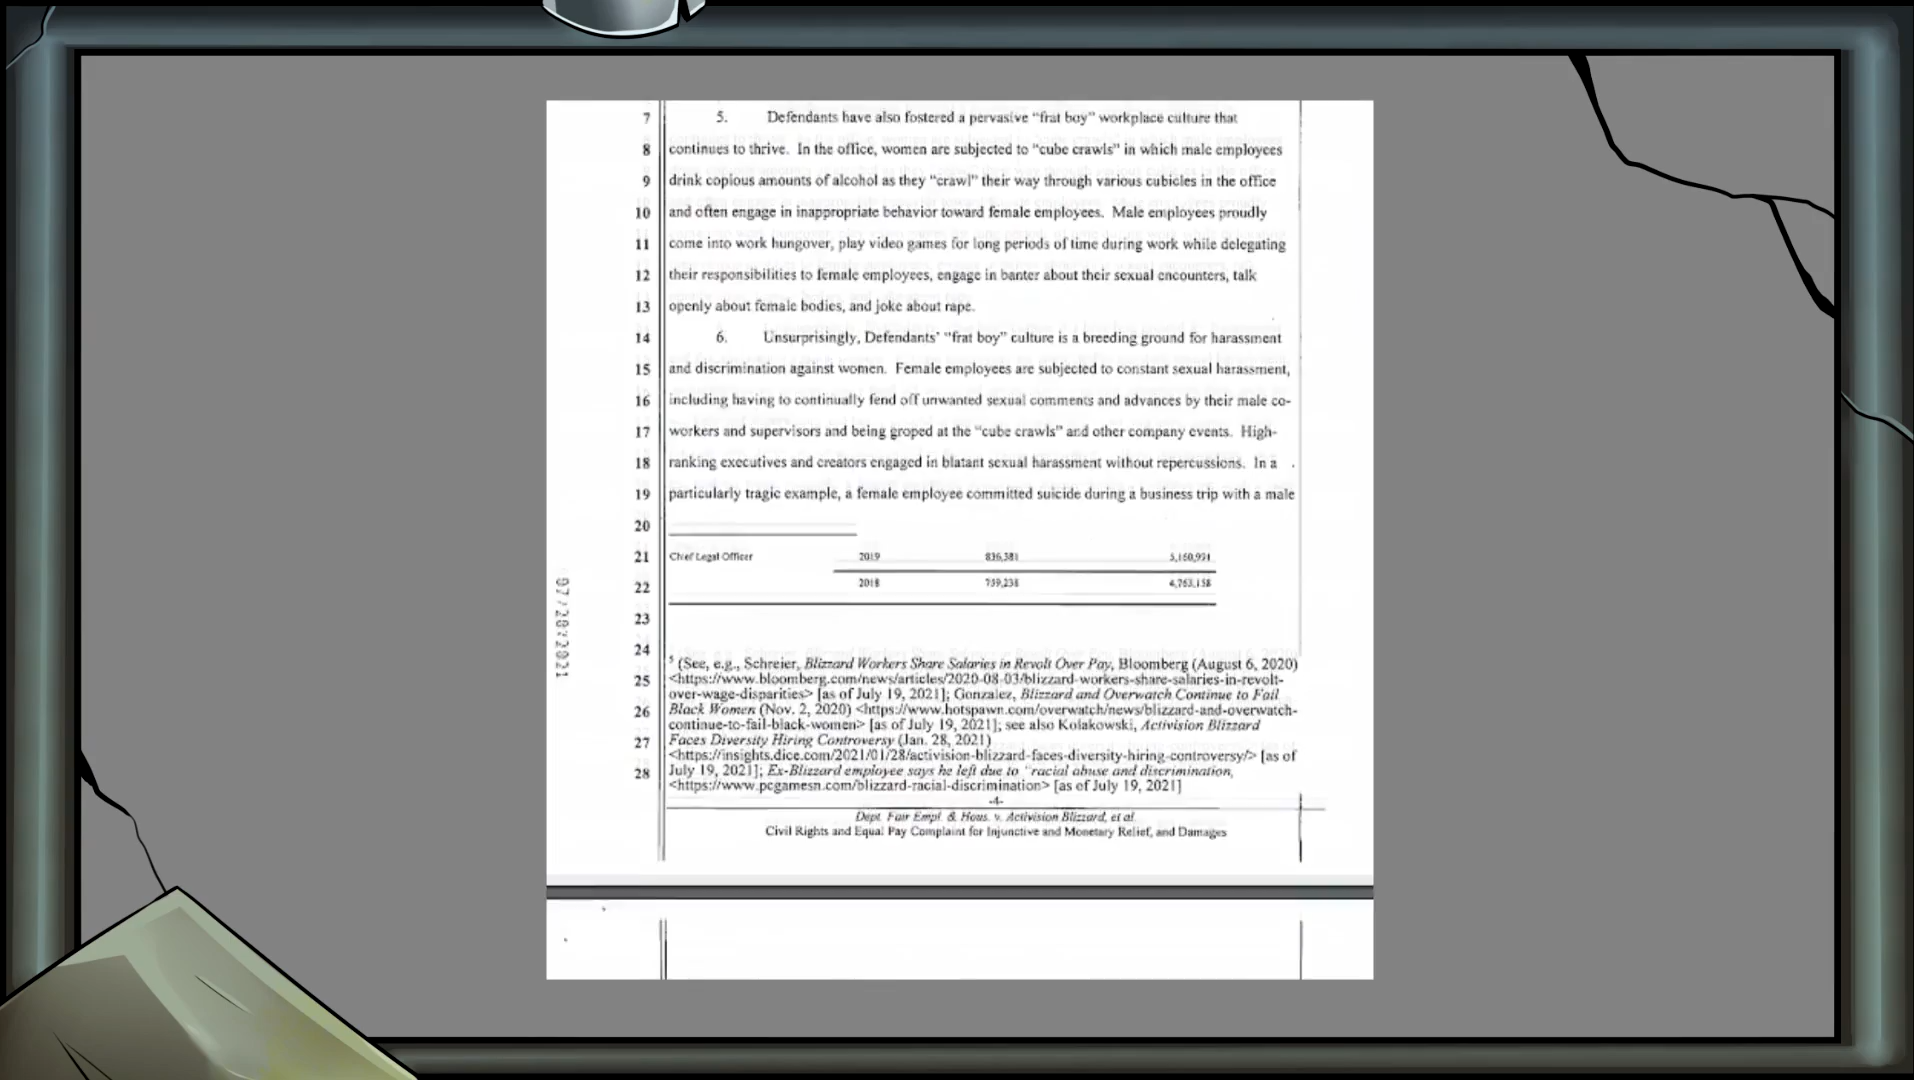 7 5. Defendants have also fostered a pervasive “frat boy” workplace culture that
8 continues to thrive. In the office, women are subjected to “cube crawls” in which male employees
9 drink copious amounts of alcohol as they “crawl” their way through various cubicles in the office
10 and often engage in inappropriate behavior toward female employees. Male employees proudly
11 come into work hungover, play video games for long periods of time during work while delegating
12 their responsibilities to female employees, engage in banter about their sexual encounters, talk
13 openly about female bodies, and joke about rape.
14 6. Unsurprisingly, Defendants’ “frat boy” culture is a breeding ground for harassment
15 and discrimination against women. Female employees are subjected to constant sexual harassment,
16 including having to continually fend off unwanted sexual comments and advances by their male co-
17 workers and supervisors and being groped at the “cube crawls” and other company events. High-
18 ranking executives and creators engaged in blatant sexual harassment without repercussions. In a
19 particularly tragic example, a female employee committed suicide during a business trip with a male
20
21 Chief Legal Officer 2019 836,381
22 2018 759,238 4,763,158
23
24
5 (See, e.g., Schreier, Blizzard Workers Share Salaries in Revolt Over Pay, Bloomberg (August 6, 2020)
25 <https://www.bloomberg.com/news/articles/2020-08-03/blizzard-workers-share-salaries-in-revolt-
over-wage-disparities> [as of July 19, 2021]; Gonzalez, Blizzard and Overwatch Continue to Fail
26 Black Women (Nov. 2, 2020) <https://www.hotspawn.com/overwatch/news/blizzard-and-overwatch-
continue-to-fail-black-women> [as of July 19, 2021]; see also Kolakowski, Activision Blizzard
27 Faces Diversity Hiring Controversy (Jan. 28, 2021)
<https://insights.dice.com/2021/01/28/activision-blizzard-faces-diversity-hiring-controversy/> [as of
28 July 19, 2021]; Ex-Blizzard employee says he left due to “racial abuse and discrimination,
<https://www.pcgamesn.com/blizzard-racial-discrimination> [as of July 19, 2021]
-4-
Dept. Fair Empl. & Hous. v. Activision Blizzard, et al.
Civil Rights and Equal Pay Complaint for Injunctive and Monetary Relief, and Damages
07/20/2021